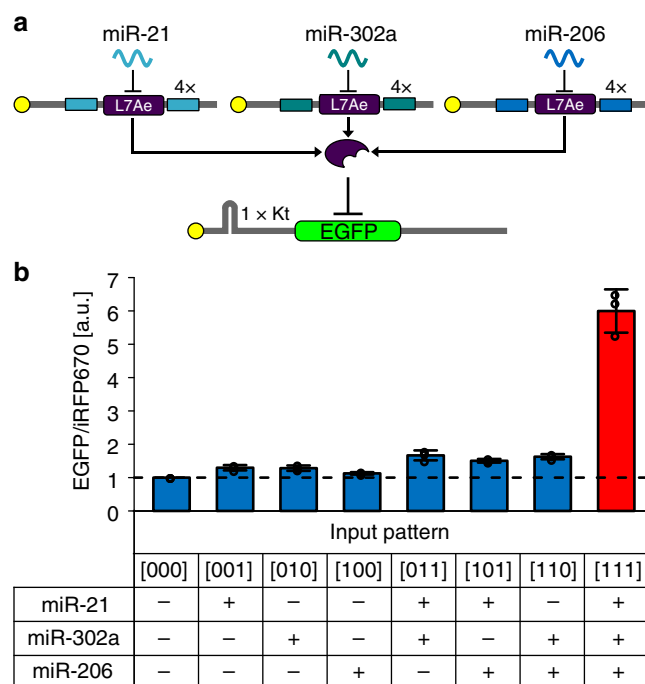 a
miR-21 miR-302a miR-206
4× 4× 4×
L7Ae L7Ae L7Ae
1 × Kt
EGFP
b
EGFP/iRFP670 [a.u.]
7
6
5
4
3
2
1
0
Input pattern
[000] [001] [010] [100] [011] [101] [110] [111]
miR-21 – + – – + + – +
miR-302a – – + – + – + +
miR-206 – – – + – + + +